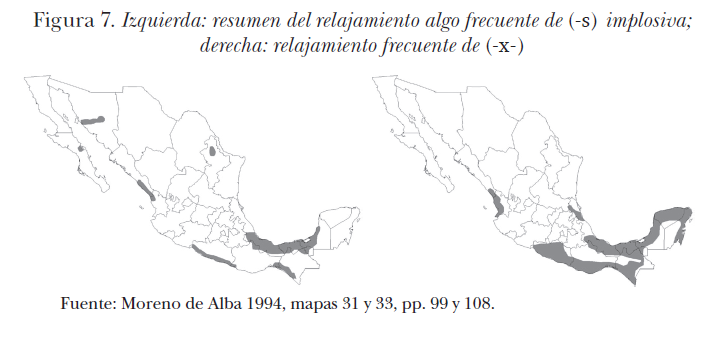 Figura 7. Izquierda: resumen del relajamiento algo frecuente de (-s) implosiva;
derecha: relajamiento frecuente de (-x-)
Fuente: Moreno de Alba 1994, mapas 31 y 33, pp. 99 y 108.